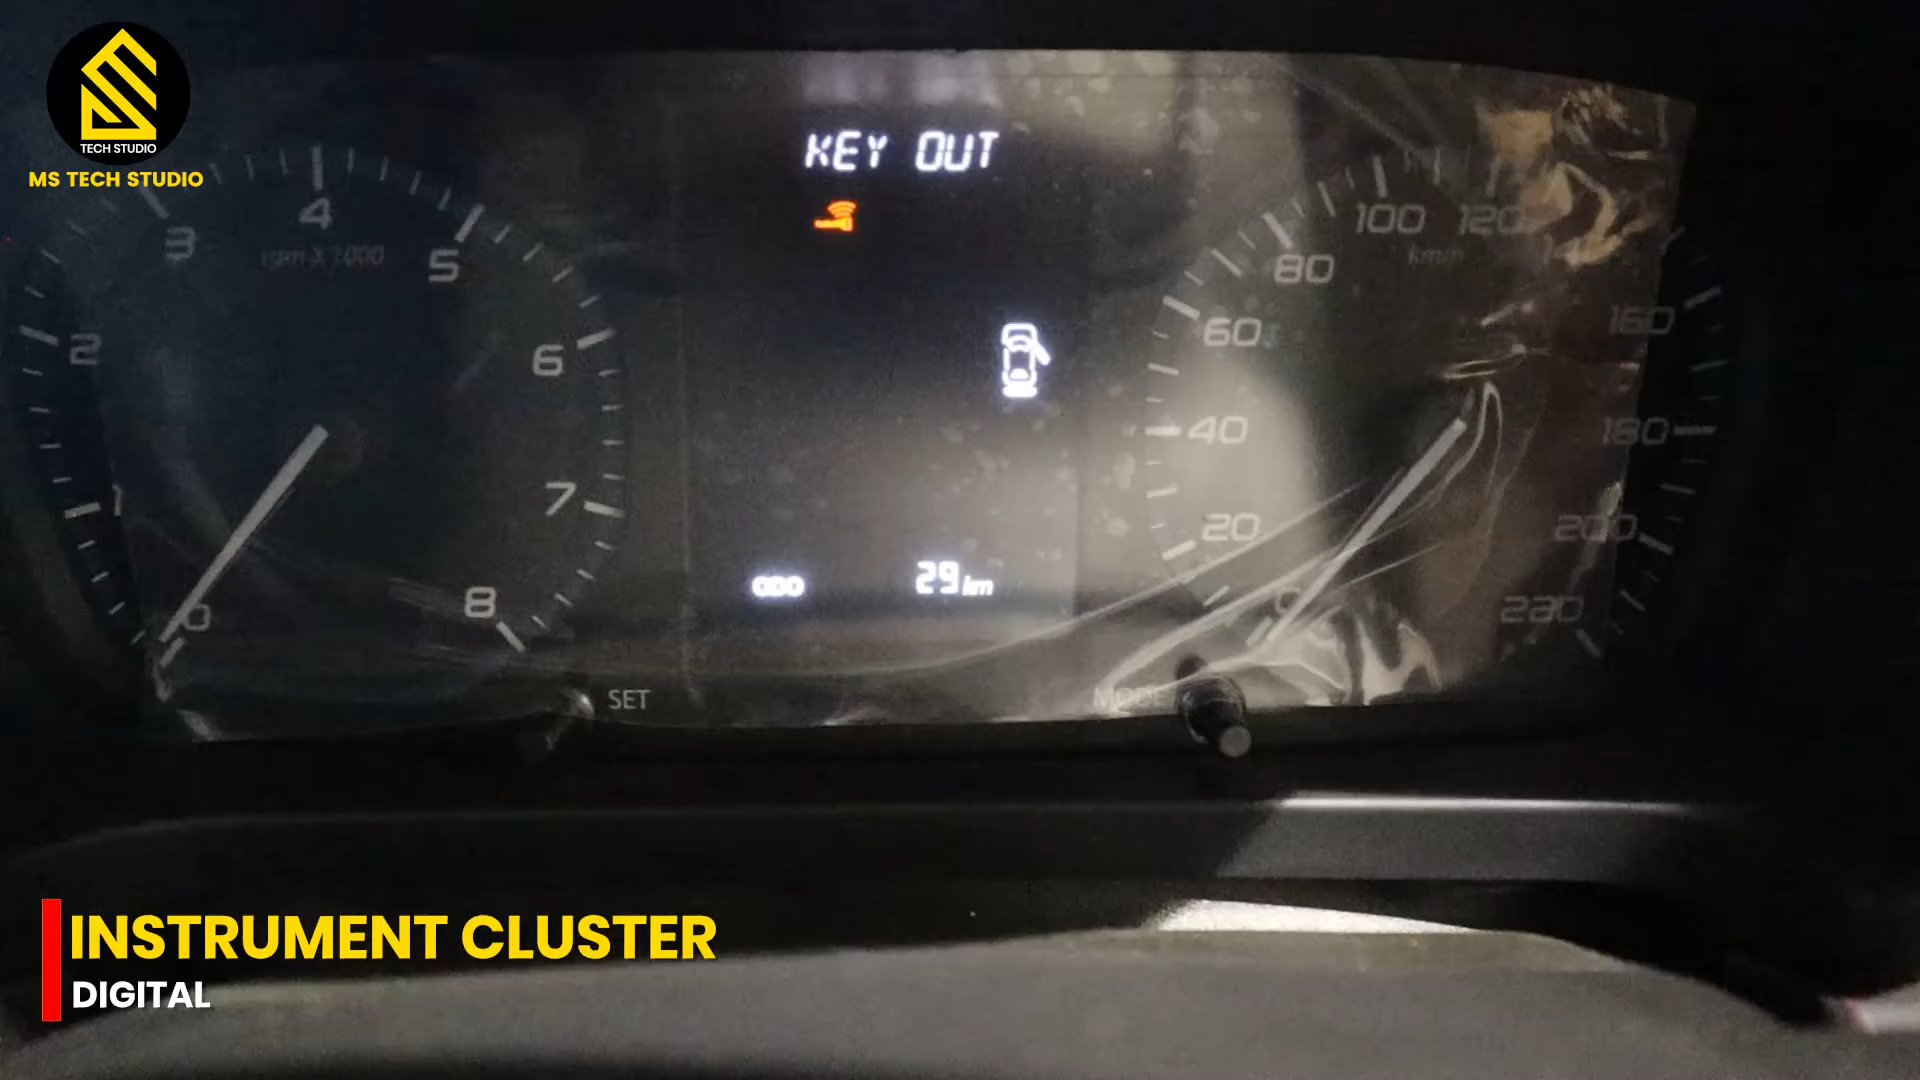 TECH STUDIO
MS TECH STUDIO
KEY OUT
4
3
rpm X 1000
5
2
6
1
7
0
8
100
120
km/h
80
60
160
40
180
20
200
0
220
ODO
29 km
SET
MODE
INSTRUMENT CLUSTER
DIGITAL